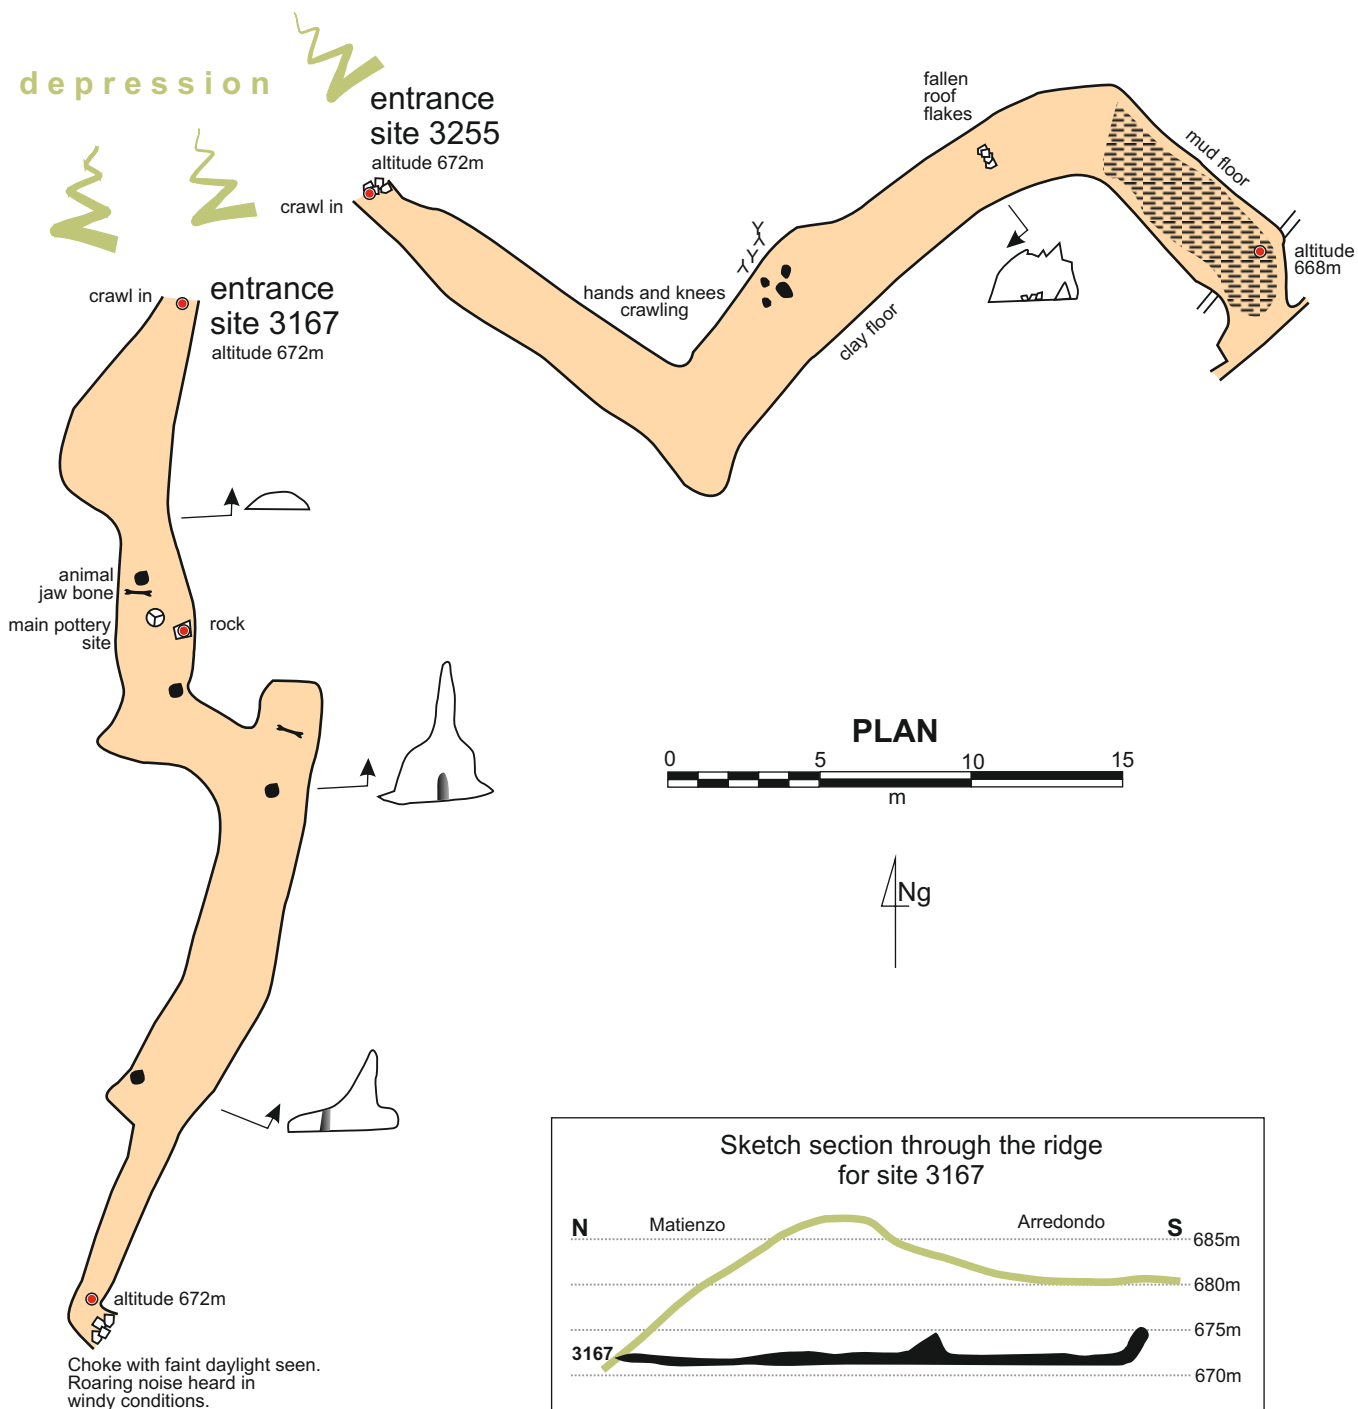 depression
entrance
site 3255
altitude 672m
crawl in
fallen
roof
flakes
mud floor
altitude
668m
hands and knees
crawling
clay floor
crawl in
entrance
site 3167
altitude 672m
animal
jaw bone
main pottery
site
rock
PLAN
0 5 10 15
m
Ng
altitude 672m
Choke with faint daylight seen.
Roaring noise heard in
windy conditions.
Sketch section through the ridge
for site 3167
N Matienzo Arredondo S
685m
680m
675m
3167
670m